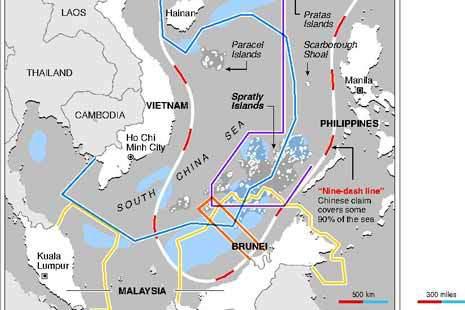 LAOS
Hainan
Pratas
Islands
Paracel
Islands
Scarborough
Shoal
THAILAND
Manila
VIETNAM
Spratly
Islands
CAMBODIA
PHILIPPINES
Ho Chi
Minh City
SOUTH CHINA SEA
"Nine-dash line"
Chinese claim
covers some
90% of the sea
Kuala
Lumpur
BRUNEI
MALAYSIA
500 km
300 miles